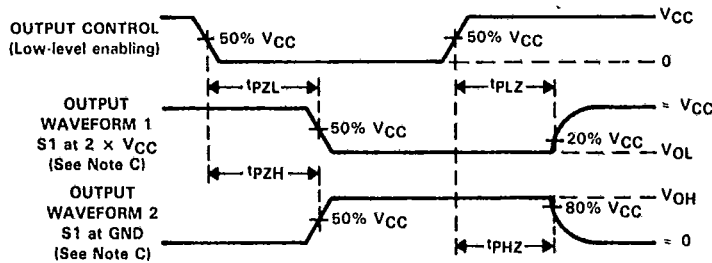 OUTPUT CONTROL
(Low-level enabling)
50% VCC
50% VCC
VCC
0
tPZL
tPLZ
OUTPUT
WAVEFORM 1
S1 at 2 × VCC
(See Note C)
50% VCC
≈ VCC
20% VCC
VOL
tPZH
OUTPUT
WAVEFORM 2
S1 at GND
(See Note C)
50% VCC
VOH
80% VCC
≈ 0
tPHZ